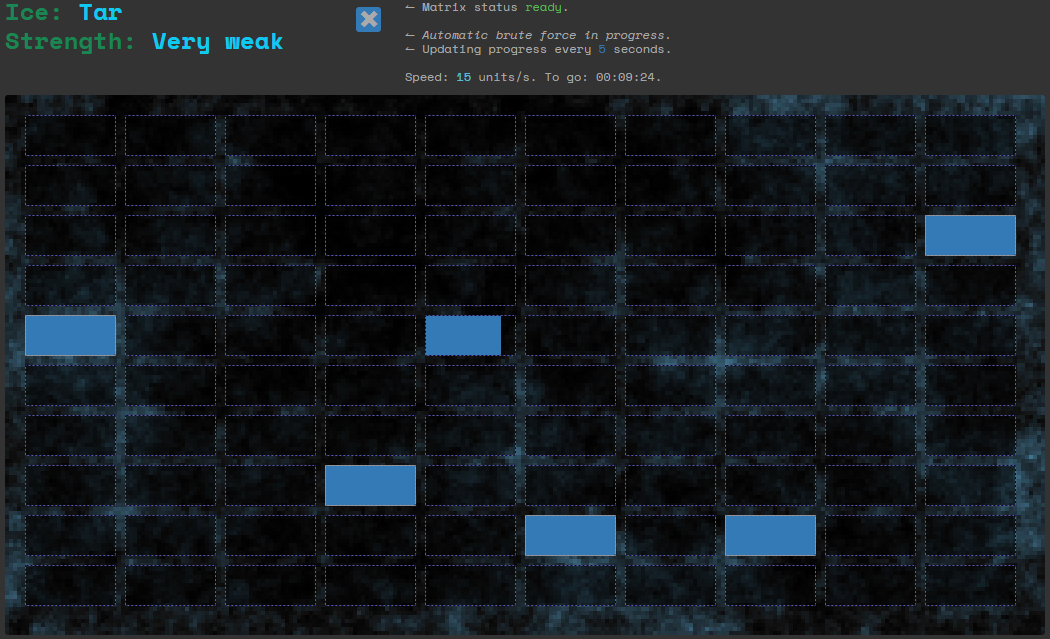 Ice: Tar
Strength: Very weak
← Matrix status ready.
← Automatic brute force in progress.
← Updating progress every 5 seconds.
Speed: 15 units/s. To go: 00:09:24.